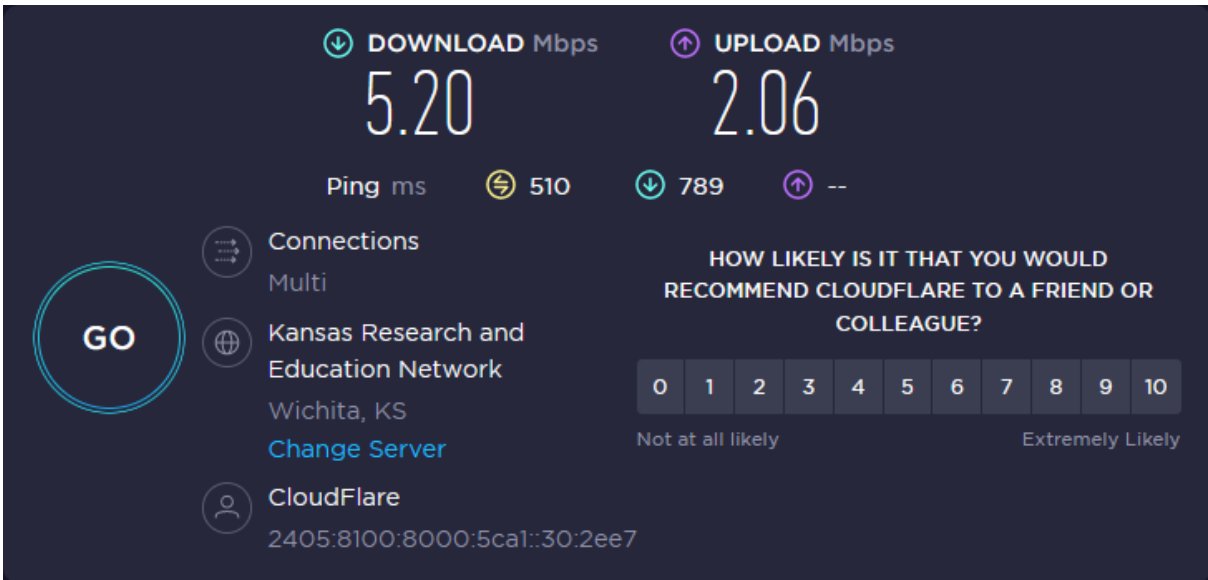 DOWNLOAD Mbps
5.20
UPLOAD Mbps
2.06
Ping ms 510 789 --
GO
Connections
Multi
Kansas Research and
Education Network
Wichita, KS
Change Server
CloudFlare
2405:8100:8000:5ca1::30:2ee7
HOW LIKELY IS IT THAT YOU WOULD
RECOMMEND CLOUDFLARE TO A FRIEND OR
COLLEAGUE?
0 1 2 3 4 5 6 7 8 9 10
Not at all likely Extremely Likely